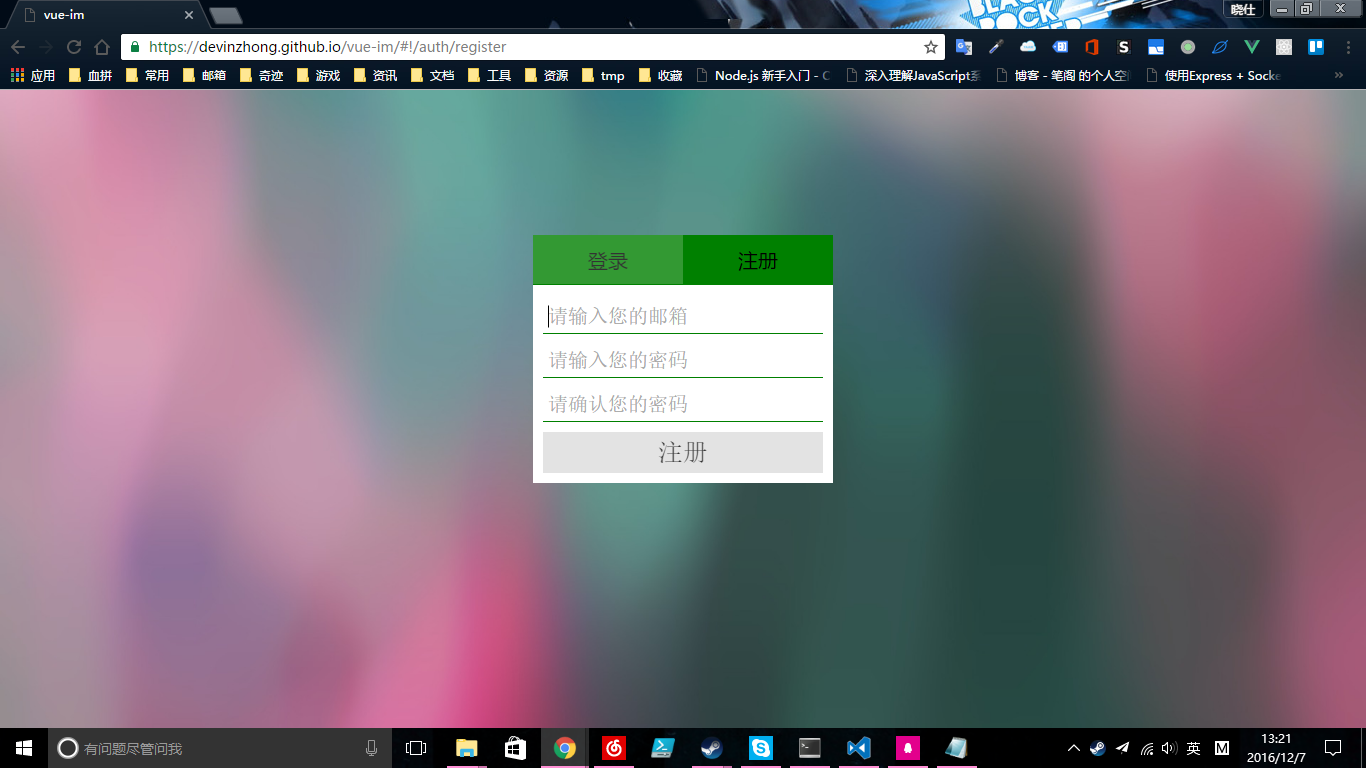 vue-im
晓仕
https://devinzhong.github.io/vue-im/#!/auth/register
应用 血拼 常用 邮箱 奇迹 游戏 资讯 文档 工具 资源 tmp 收藏 Node.js 新手入门 - C 深入理解JavaScript系 博客 - 笔阁 的个人空 使用Express + Socke
登录 注册
请输入您的邮箱
请输入您的密码
请确认您的密码
注册
有问题尽管问我
英 M
13:21
2016/12/7